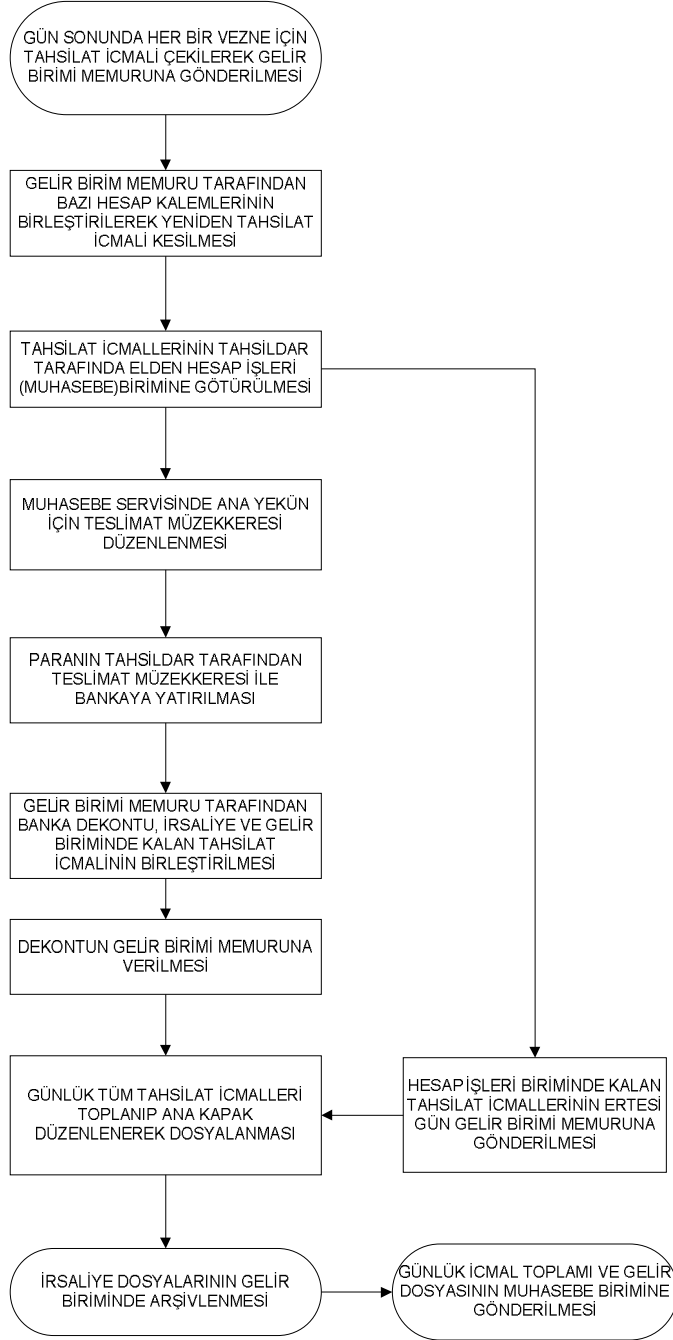 GÜN SONUNDA HER BİR VEZNE İÇİN
TAHSİLAT İCMALİ ÇEKİLEREK GELİR
BİRİMİ MEMURUNA GÖNDERİLMESİ
GELİR BİRİM MEMURU TARAFINDAN
BAZI HESAP KALEMLERİNİN
BİRLEŞTİRİLEREK YENİDEN TAHSİLAT
İCMALİ KESİLMESİ
TAHSİLAT İCMALLERİNİN TAHSİLDAR
TARAFINDA ELDEN HESAP İŞLERİ
(MUHASEBE)BİRİMİNE GÖTÜRÜLMESİ
MUHASEBE SERVİSİNDE ANA YEKÜN
İÇİN TESLİMAT MÜZEKKERESİ
DÜZENLENMESİ
PARANIN TAHSİLDAR TARAFINDAN
TESLİMAT MÜZEKKERESİ İLE
BANKAYA YATIRILMASI
GELİR BİRİMİ MEMURU TARAFINDAN
BANKA DEKONTU, İRSALİYE VE GELİR
BİRİMİNDE KALAN TAHSİLAT
İCMALİNİN BİRLEŞTİRİLMESİ
DEKONTUN GELİR BİRİMİ MEMURUNA
VERİLMESİ
GÜNLÜK TÜM TAHSİLAT İCMALLERİ
TOPLANIP ANA KAPAK
DÜZENLENEREK DOSYALANMASI
HESAP İŞLERİ BİRİMİNDE KALAN
TAHSİLAT İCMALLERİNİN ERTESİ
GÜN GELİR BİRİMİ MEMURUNA
GÖNDERİLMESİ
İRSALİYE DOSYALARININ GELİR
BİRİMİNDE ARŞİVLENMESİ
GÜNLÜK İCMAL TOPLAMI VE GELİR
DOSYASININ MUHASEBE BİRİMİNE
GÖNDERİLMESİ